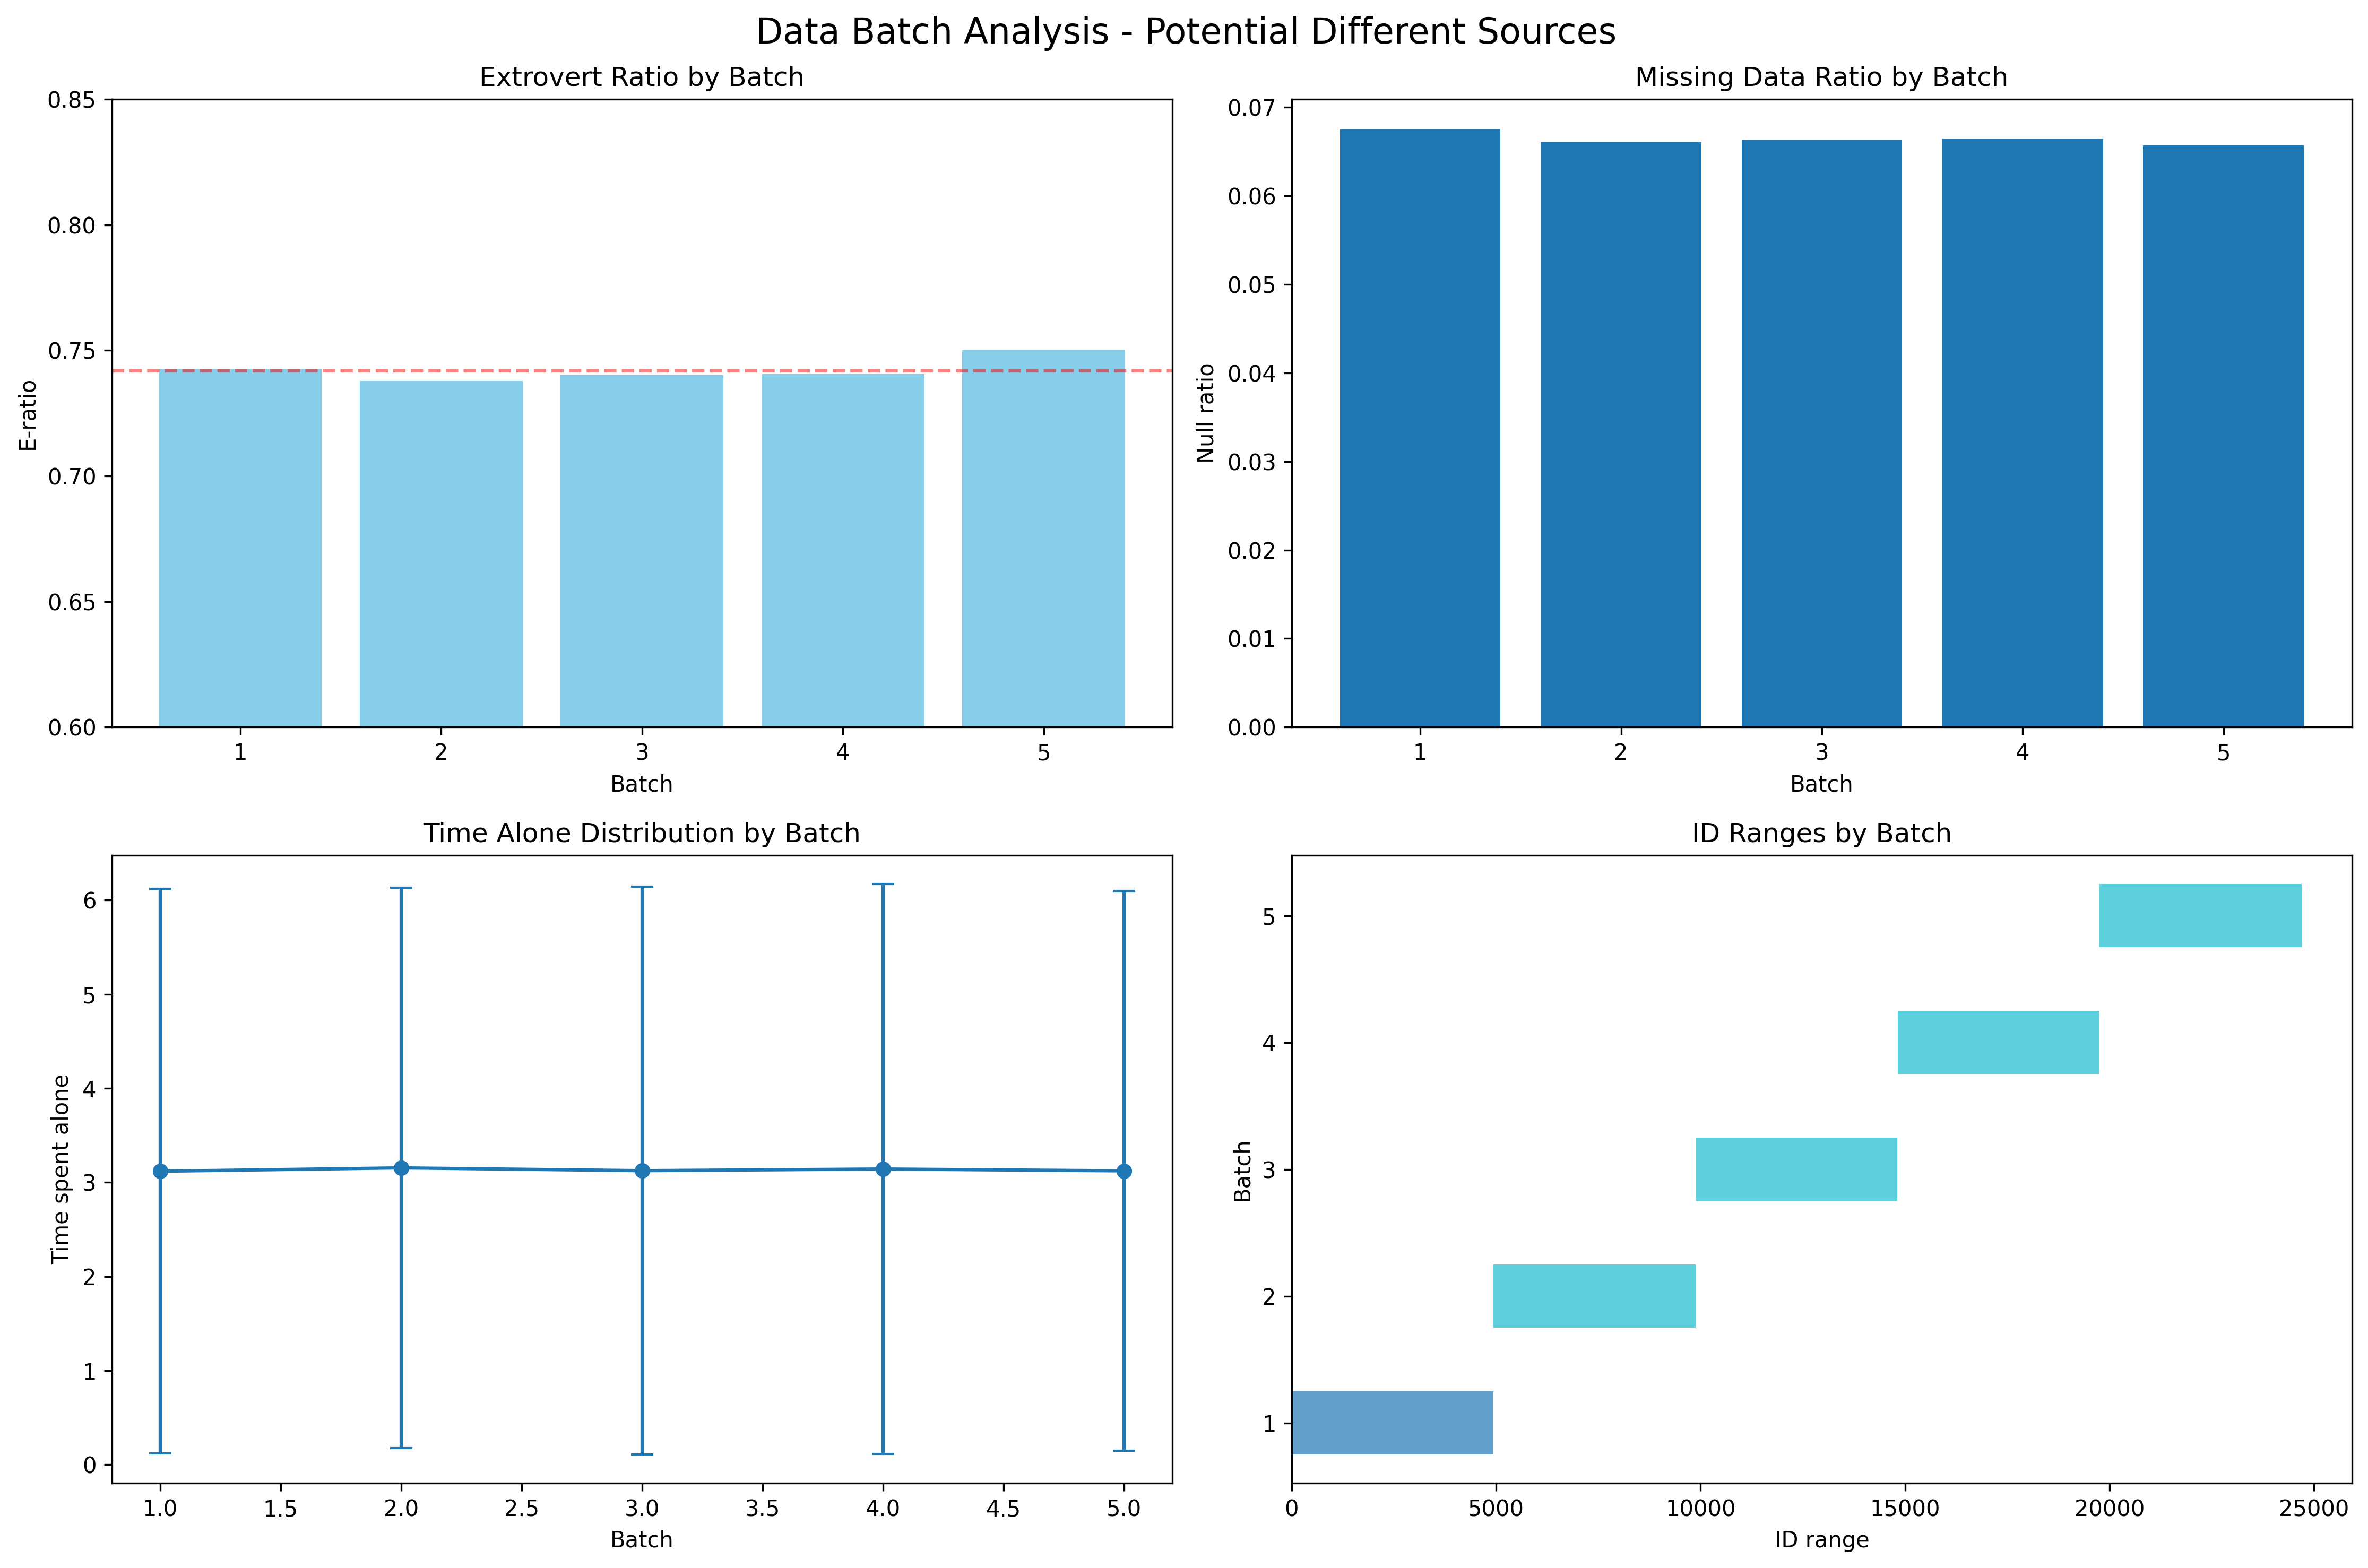 Data Batch Analysis - Potential Different Sources
Extrovert Ratio by Batch
0.85
0.80
0.75
0.70
0.65
0.60
E-ratio
1 2 3 4 5
Batch
Missing Data Ratio by Batch
0.07
0.06
0.05
0.04
0.03
0.02
0.01
0.00
Null ratio
1 2 3 4 5
Batch
Time Alone Distribution by Batch
6
5
4
3
2
1
0
Time spent alone
1.0 1.5 2.0 2.5 3.0 3.5 4.0 4.5 5.0
Batch
ID Ranges by Batch
5
4
3
2
1
Batch
0 5000 10000 15000 20000 25000
ID range